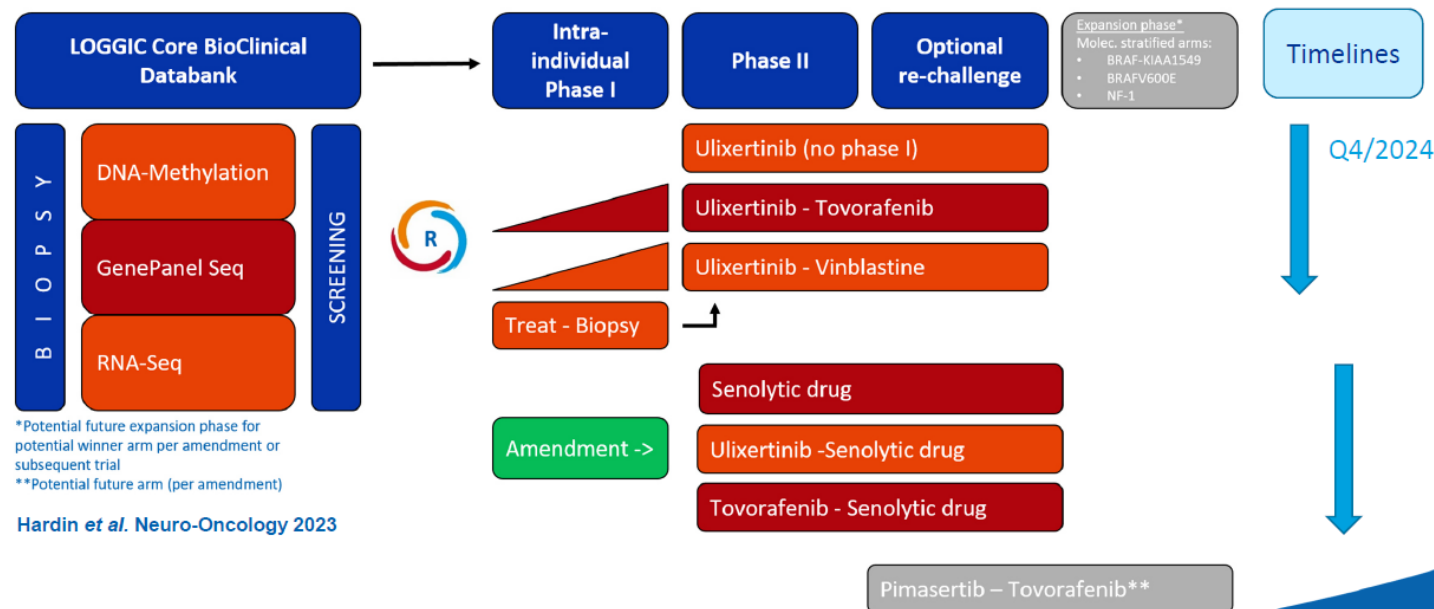 LOGGIC Core BioClinical
Databank
Intra-
individual
Phase I
Phase II
Optional
re-challenge
Expansion phase*
Molec. stratified arms:
• BRAF-KIAA1549
• BRAFV600E
• NF-1
Timelines
BIOPSY
DNA-Methylation
GenePanel Seq
RNA-Seq
SCREENING
R
Ulixertinib (no phase I)
Ulixertinib - Tovorafenib
Ulixertinib - Vinblastine
Treat - Biopsy
Q4/2024
Senolytic drug
Amendment ->
Ulixertinib -Senolytic drug
Tovorafenib - Senolytic drug
*Potential future expansion phase for
potential winner arm per amendment or
subsequent trial
**Potential future arm (per amendment)
Hardin et al. Neuro-Oncology 2023
Pimasertib – Tovorafenib**